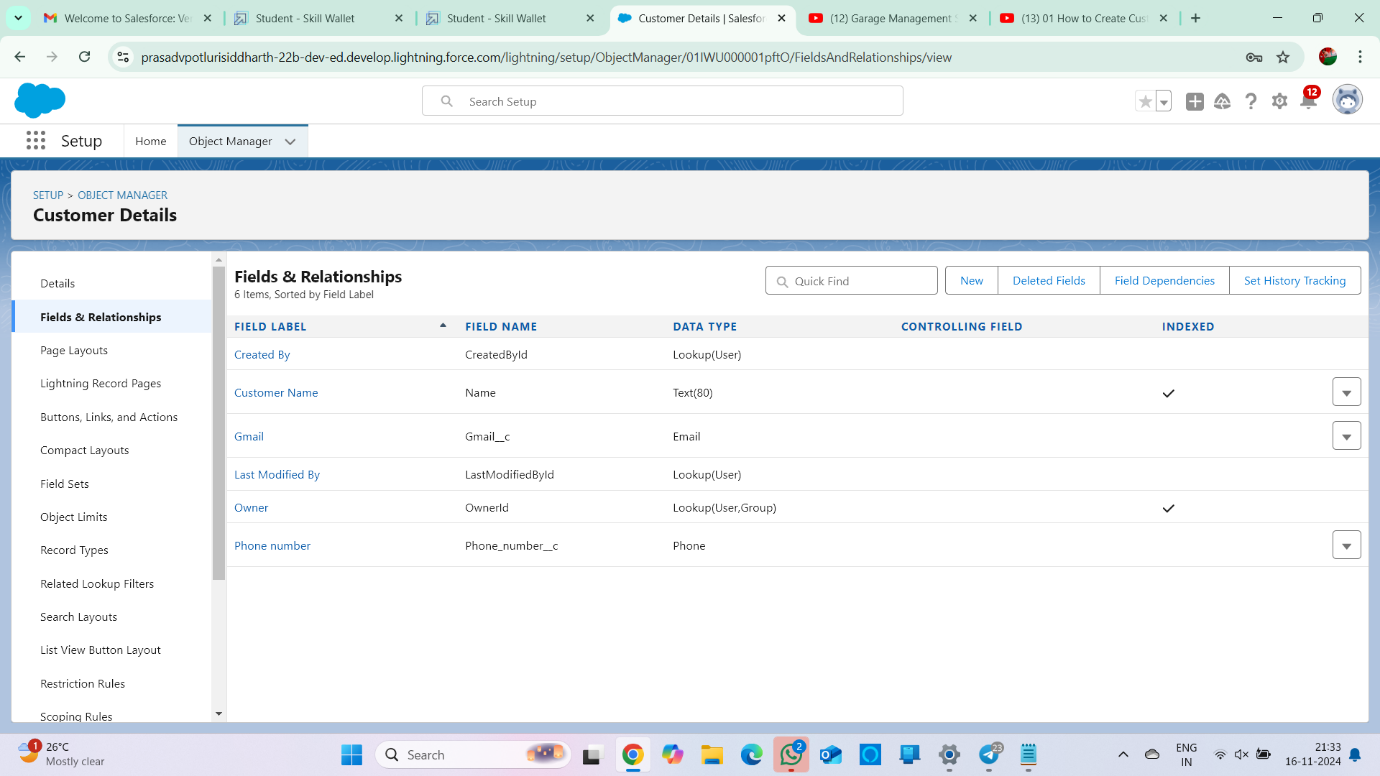 Welcome to Salesforce: Ve
Student - Skill Wallet
Student - Skill Wallet
Customer Details | Salesfor
(12) Garage Management S
(13) 01 How to Create Cus
prasadvpotlurisiddharth-22b-dev-ed.develop.lightning.force.com/lightning/setup/ObjectManager/01IWU000001pftO/FieldsAndRelationships/view
Search Setup
12
Setup
Home
Object Manager
SETUP > OBJECT MANAGER
Customer Details
Details
Fields & Relationships
Page Layouts
Lightning Record Pages
Buttons, Links, and Actions
Compact Layouts
Field Sets
Object Limits
Record Types
Related Lookup Filters
Search Layouts
List View Button Layout
Restriction Rules
Scoping Rules
Fields & Relationships
6 Items, Sorted by Field Label
Quick Find
New
Deleted Fields
Field Dependencies
Set History Tracking
FIELD LABEL FIELD NAME DATA TYPE CONTROLLING FIELD INDEXED
Created By CreatedById Lookup(User)
Customer Name Name Text(80)
Gmail Gmail__c Email
Last Modified By LastModifiedById Lookup(User)
Owner OwnerId Lookup(User,Group)
Phone number Phone_number__c Phone
1
26°C
Mostly clear
Search
2
23
ENG
IN
21:33
16-11-2024